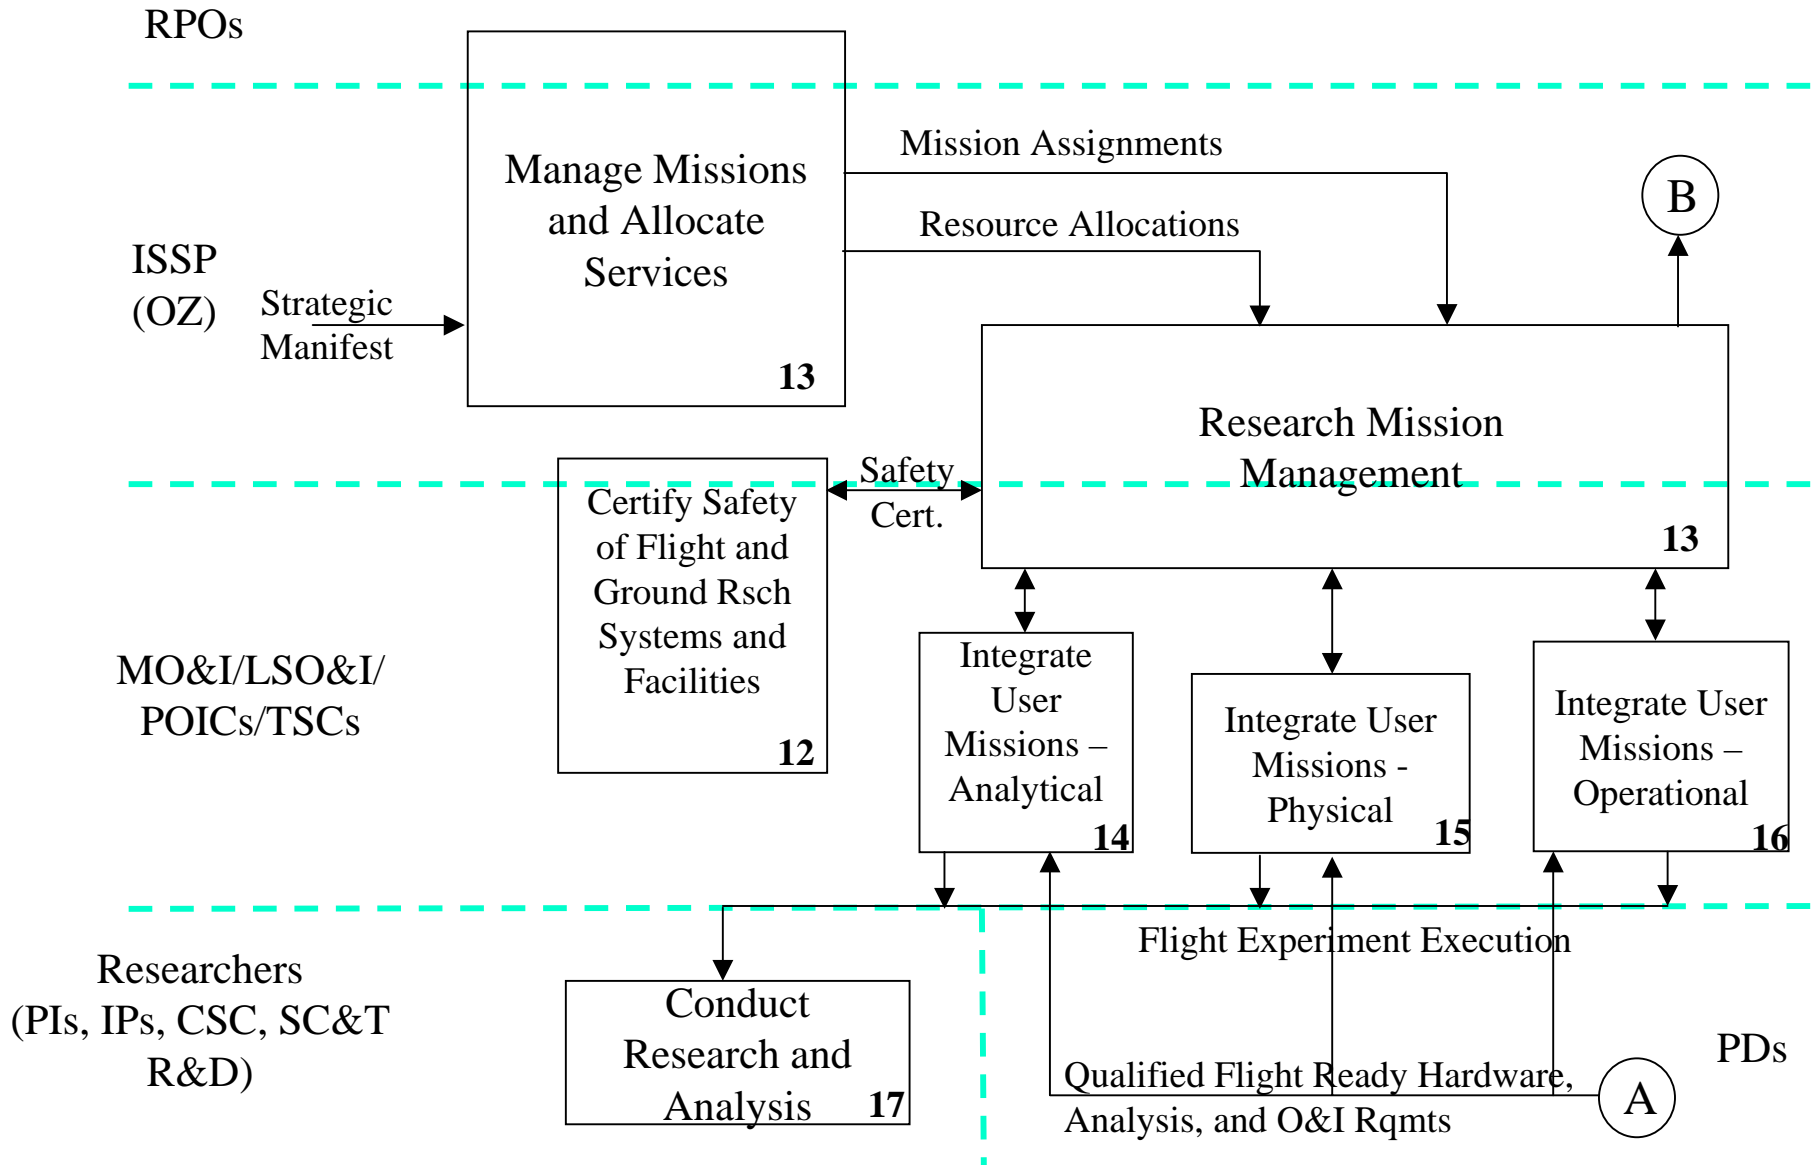 RPOs
Manage Missions
and Allocate
Services
13
Mission Assignments
Resource Allocations
B
ISSP
(OZ)
Strategic
Manifest
Research Mission
Management
13
Safety
Cert.
Certify Safety
of Flight and
Ground Rsch
Systems and
Facilities
12
MO&I/LSO&I/
POICs/TSCs
Integrate
User
Missions –
Analytical
14
Integrate User
Missions -
Physical
15
Integrate User
Missions –
Operational
16
Flight Experiment Execution
Researchers
(PIs, IPs, CSC, SC&T
R&D)
Conduct
Research and
Analysis
17
Qualified Flight Ready Hardware,
Analysis, and O&I Rqmts
A
PDs